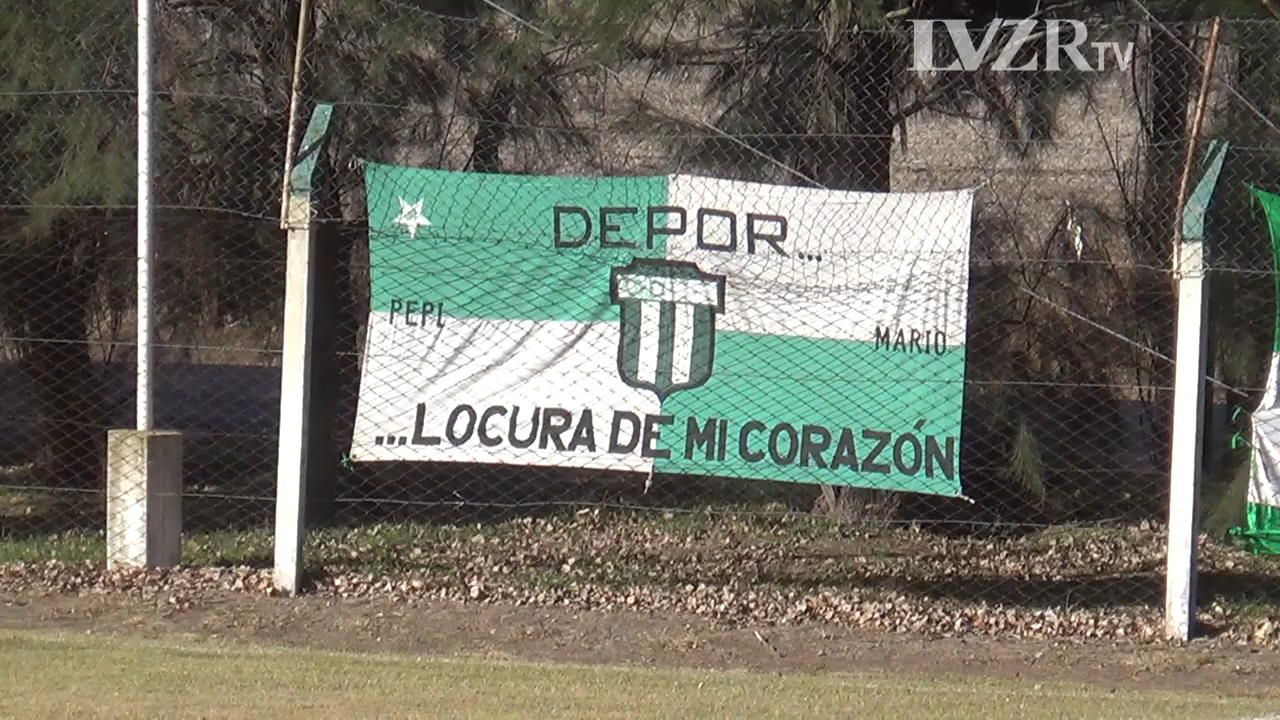 LVZRTV
DEPOR...
PEPI
MARIO
...LOCURA DE MI CORAZÓN